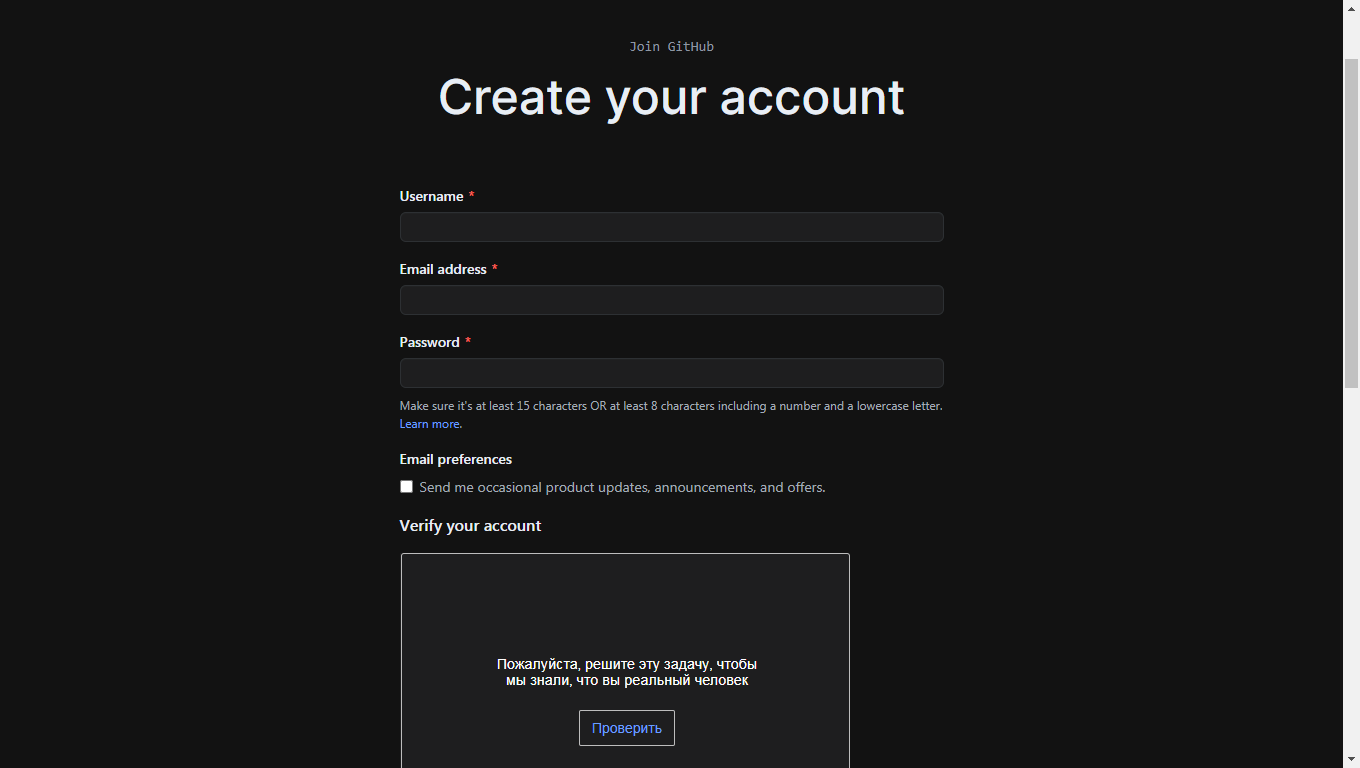 Join GitHub
Create your account
Username *
Email address *
Password *
Make sure it's at least 15 characters OR at least 8 characters including a number and a lowercase letter.
Learn more.
Email preferences
Send me occasional product updates, announcements, and offers.
Verify your account
Пожалуйста, решите эту задачу, чтобы
мы знали, что вы реальный человек
Проверить